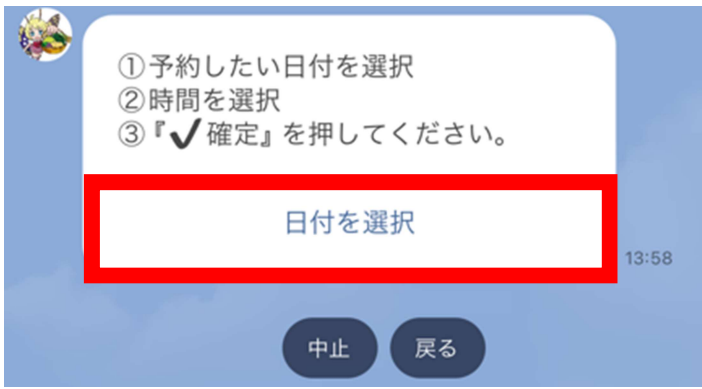 ①予約したい日付を選択
②時間を選択
③『✔確定』を押してください。
日付を選択
13:58
中止
戻る